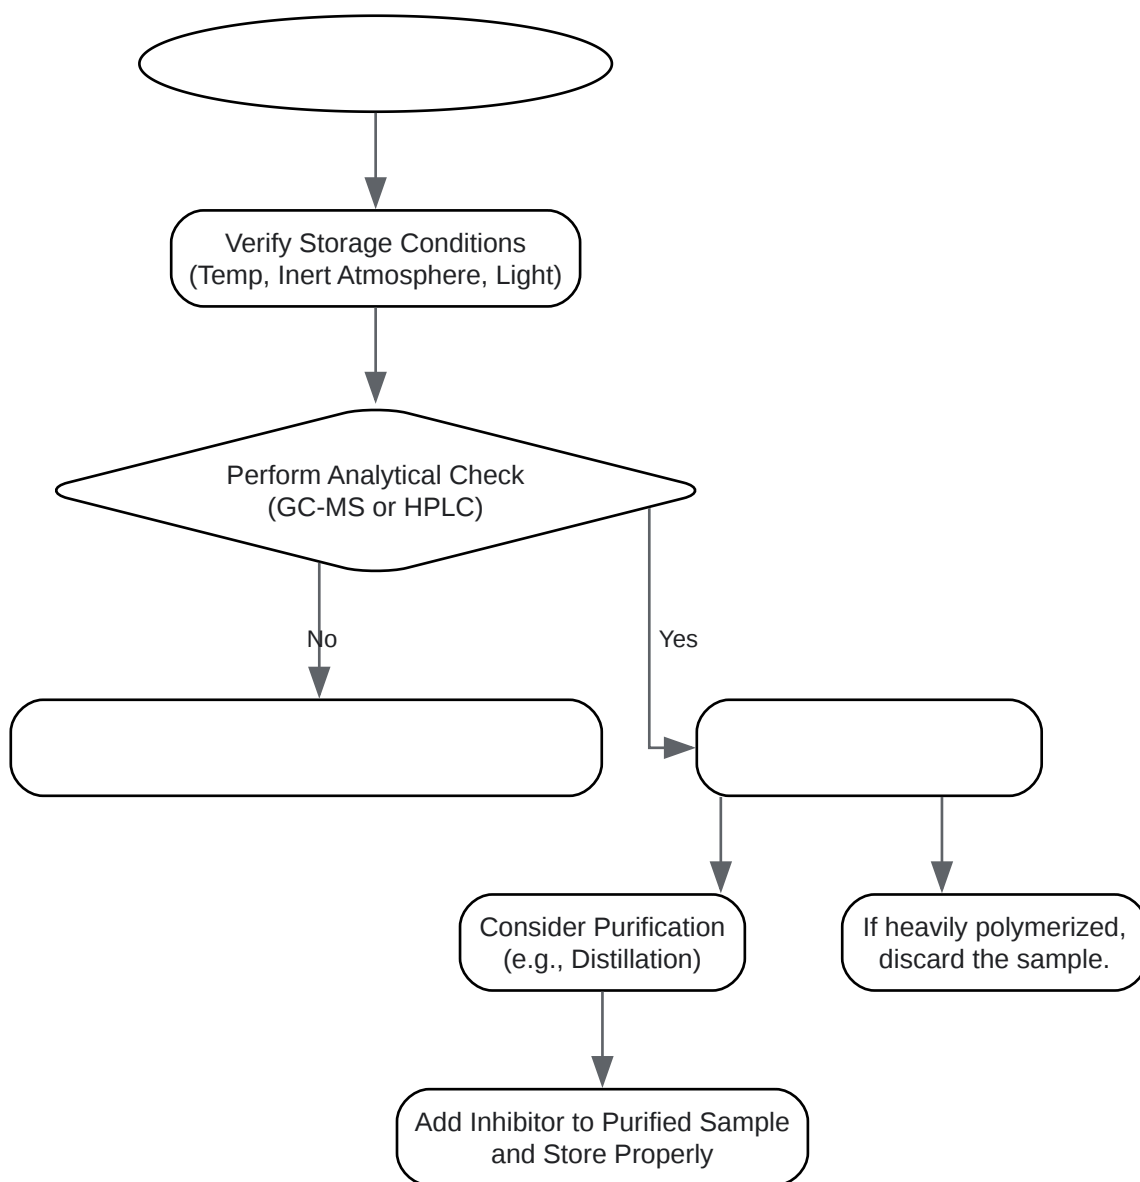 Verify Storage Conditions
(Temp, Inert Atmosphere, Light)
Perform Analytical Check
(GC-MS or HPLC)
No
Yes
Consider Purification
(e.g., Distillation)
If heavily polymerized,
discard the sample.
Add Inhibitor to Purified Sample
and Store Properly